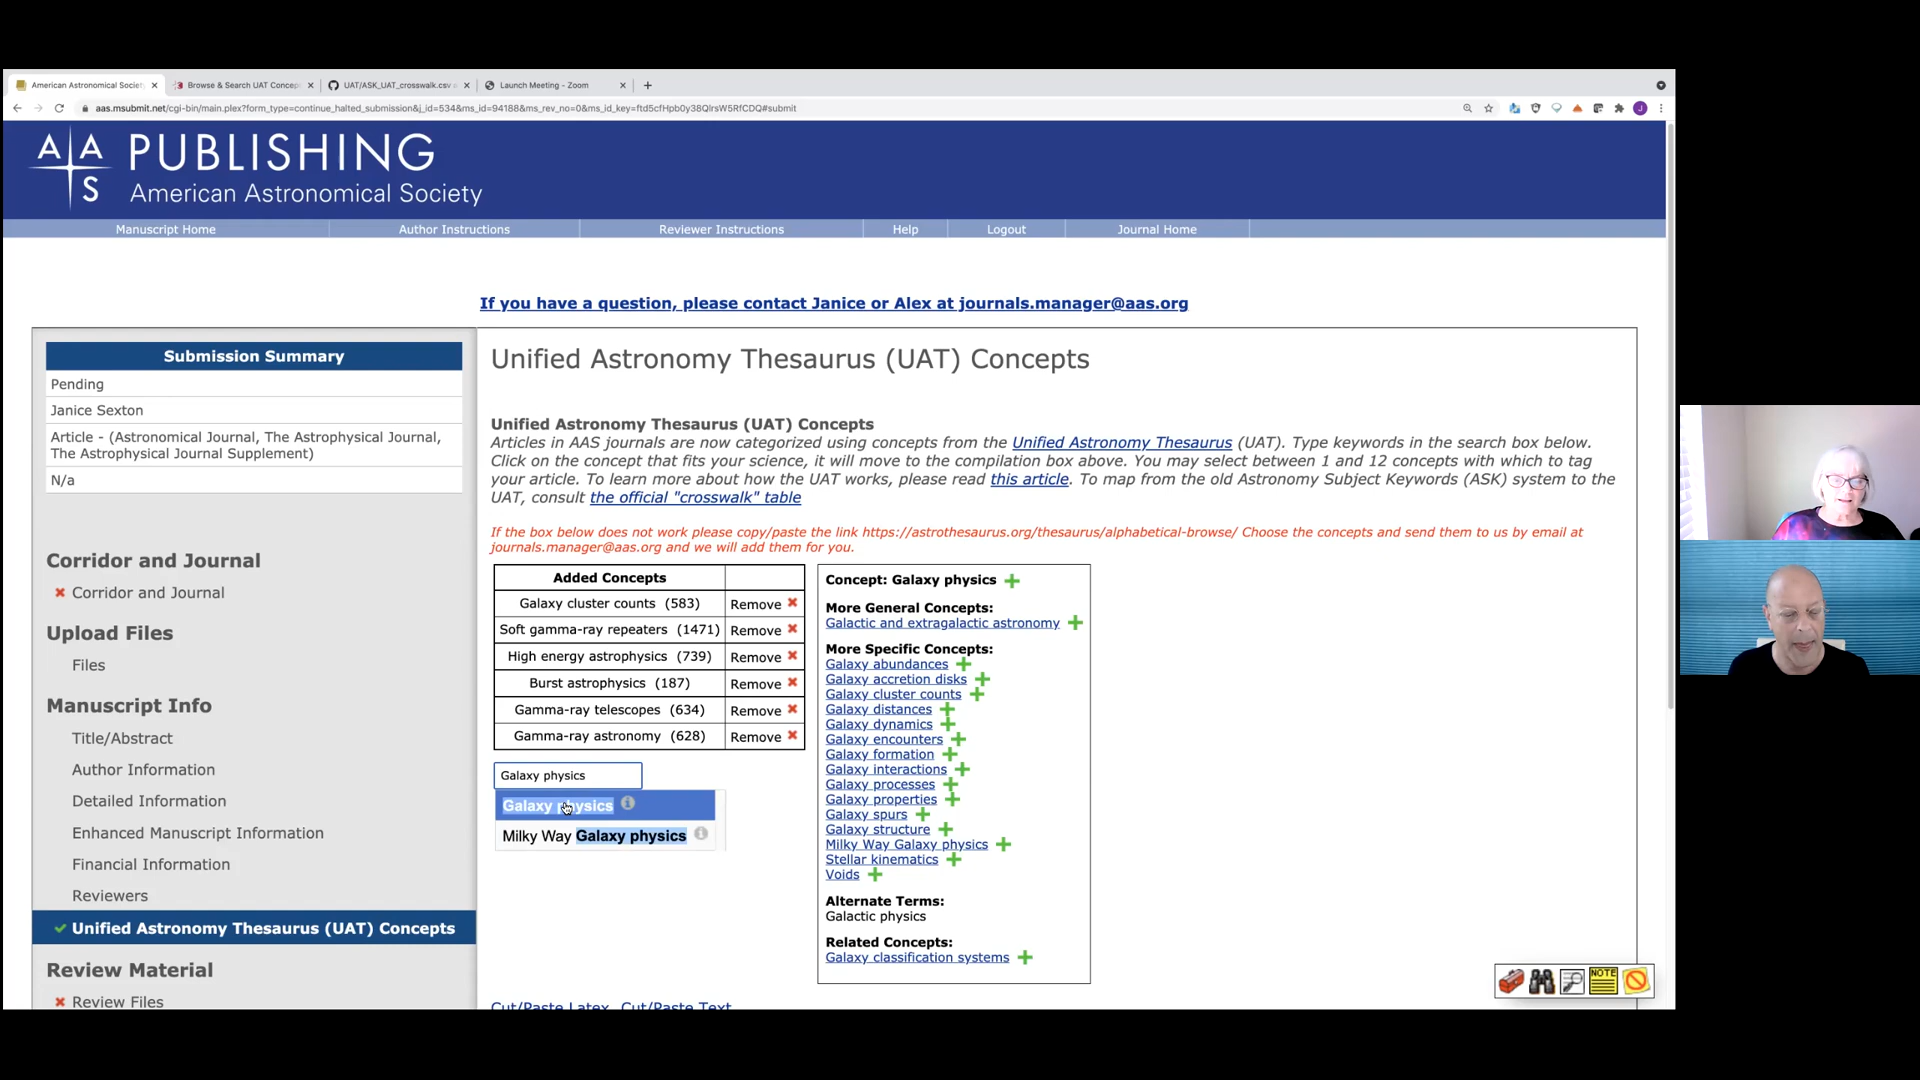 American Astronomical Societ
Browse & Search UAT Concep
UAT/ASK_UAT_crosswalk.csv
Launch Meeting - Zoom
aas.msubmit.net/cgi-bin/main.plex?form_type=continue_halted_submission&j_id=534&ms_id=94188&ms_rev_no=0&ms_id_key=ftd5cfHpb0y38QlrsW5RfCDQ#submit
AAS PUBLISHING
American Astronomical Society
Manuscript Home Author Instructions Reviewer Instructions Help Logout Journal Home
If you have a question, please contact Janice or Alex at journals.manager@aas.org
Submission Summary
Pending
Janice Sexton
Article - (Astronomical Journal, The Astrophysical Journal,
The Astrophysical Journal Supplement)
N/a
Corridor and Journal
Corridor and Journal
Upload Files
Files
Manuscript Info
Title/Abstract
Author Information
Detailed Information
Enhanced Manuscript Information
Financial Information
Reviewers
Unified Astronomy Thesaurus (UAT) Concepts
Review Material
Review Files
Unified Astronomy Thesaurus (UAT) Concepts
Unified Astronomy Thesaurus (UAT) Concepts
Articles in AAS journals are now categorized using concepts from the Unified Astronomy Thesaurus (UAT). Type keywords in the search box below.
Click on the concept that fits your science, it will move to the compilation box above. You may select between 1 and 12 concepts with which to tag
your article. To learn more about how the UAT works, please read this article. To map from the old Astronomy Subject Keywords (ASK) system to the
UAT, consult the official "crosswalk" table
If the box below does not work please copy/paste the link https://astrothesaurus.org/thesaurus/alphabetical-browse/ Choose the concepts and send them to us by email at
journals.manager@aas.org and we will add them for you.
Added Concepts
Galaxy cluster counts (583) Remove
Soft gamma-ray repeaters (1471) Remove
High energy astrophysics (739) Remove
Burst astrophysics (187) Remove
Gamma-ray telescopes (634) Remove
Gamma-ray astronomy (628) Remove
Galaxy physics
Galaxy physics
Milky Way Galaxy physics
Concept: Galaxy physics
More General Concepts:
Galactic and extragalactic astronomy
More Specific Concepts:
Galaxy abundances
Galaxy accretion disks
Galaxy cluster counts
Galaxy distances
Galaxy dynamics
Galaxy encounters
Galaxy formation
Galaxy interactions
Galaxy processes
Galaxy properties
Galaxy spurs
Galaxy structure
Milky Way Galaxy physics
Stellar kinematics
Voids
Alternate Terms:
Galactic physics
Related Concepts:
Galaxy classification systems
Cut/Paste Latex Cut/Paste Text
NOTE